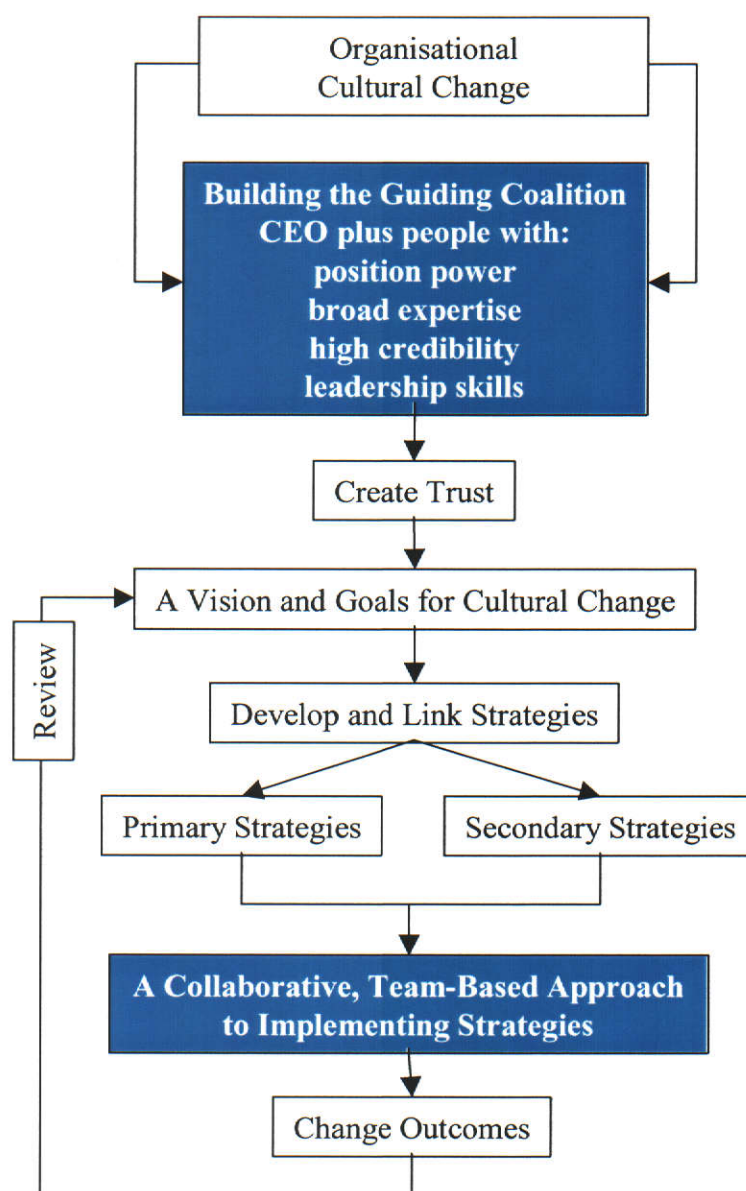 Organisational
Cultural Change
Building the Guiding Coalition
CEO plus people with:
position power
broad expertise
high credibility
leadership skills
Create Trust
A Vision and Goals for Cultural Change
Review
Develop and Link Strategies
Primary Strategies
Secondary Strategies
A Collaborative, Team-Based Approach
to Implementing Strategies
Change Outcomes